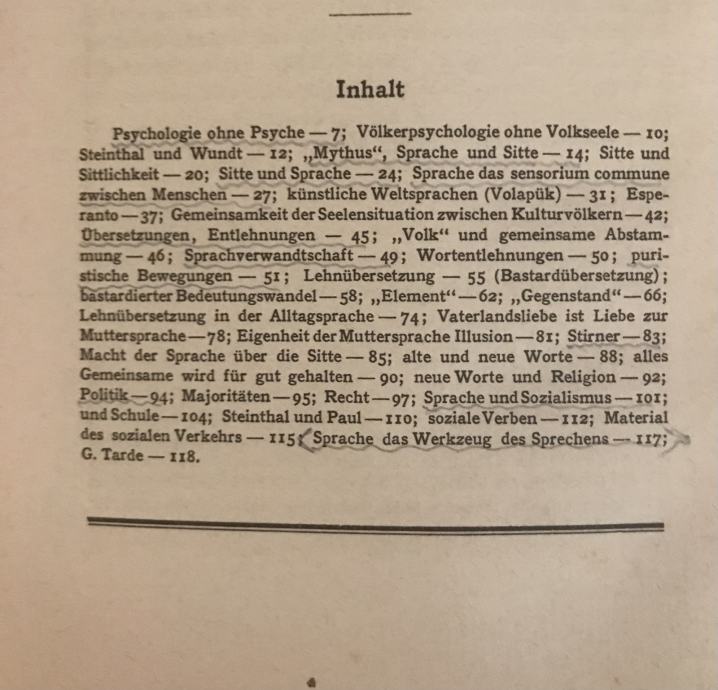 Inhalt
Psychologie ohne Psyche — 7; Völkerpsychologie ohne Volkseele — 10;
Steinthal und Wundt — 12; „Mythus“, Sprache und Sitte — 14; Sitte und
Sittlichkeit — 20; Sitte und Sprache — 24; Sprache das sensorium commune
zwischen Menschen — 27; künstliche Weltsprachen (Volapük) — 31; Espe-
ranto — 37; Gemeinsamkeit der Seelensituation zwischen Kulturvölkern — 42;
Übersetzungen, Entlehnungen — 45; „Volk“ und gemeinsame Abstam-
mung — 46; Sprachverwandtschaft — 49; Wortentlehnungen — 50; puri-
stische Bewegungen — 51; Lehnübersetzung — 55 (Bastardübersetzung);
bastardierter Bedeutungswandel — 58; „Element“ — 62; „Gegenstand“ — 66;
Lehnübersetzung in der Alltagsprache — 74; Vaterlandsliebe ist Liebe zur
Muttersprache — 78; Eigenheit der Muttersprache Illusion — 81; Stirner — 83;
Macht der Sprache über die Sitte — 85; alte und neue Worte — 88; alles
Gemeinsame wird für gut gehalten — 90; neue Worte und Religion — 92;
Politik — 94; Majoritäten — 95; Recht — 97; Sprache und Sozialismus — 101;
und Schule — 104; Steinthal und Paul — 110; soziale Verben — 112; Material
des sozialen Verkehrs — 115; Sprache das Werkzeug des Sprechens — 117;
G. Tarde — 118.